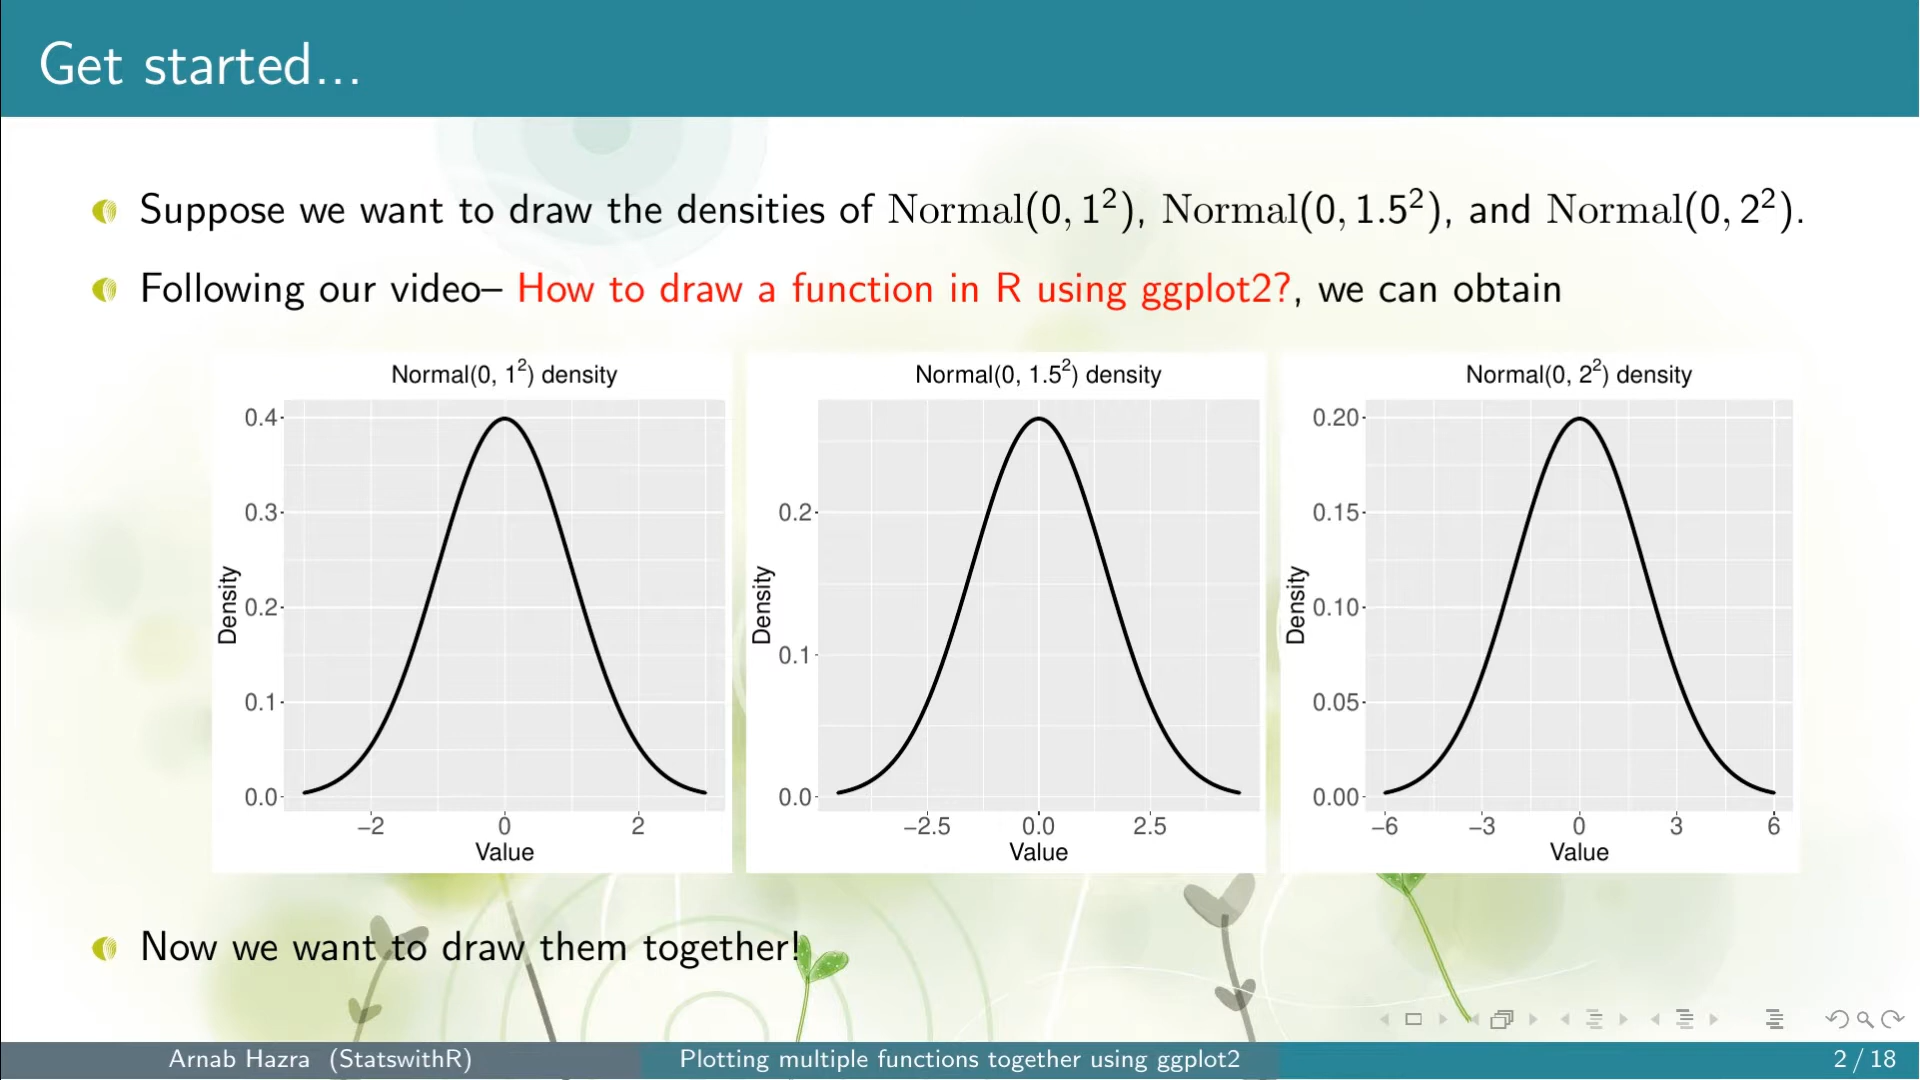 Get started...
Suppose we want to draw the densities of Normal(0, 1²), Normal(0, 1.5²), and Normal(0, 2²).
Following our video– How to draw a function in R using ggplot2?, we can obtain
Normal(0, 1²) density
0.4
0.3
0.2
0.1
0.0
Density
−2 0 2
Value
Normal(0, 1.5²) density
0.2
0.1
0.0
Density
−2.5 0.0 2.5
Value
Normal(0, 2²) density
0.20
0.15
0.10
0.05
0.00
Density
−6 −3 0 3 6
Value
Now we want to draw them together!
Arnab Hazra (StatswithR) Plotting multiple functions together using ggplot2 2 / 18